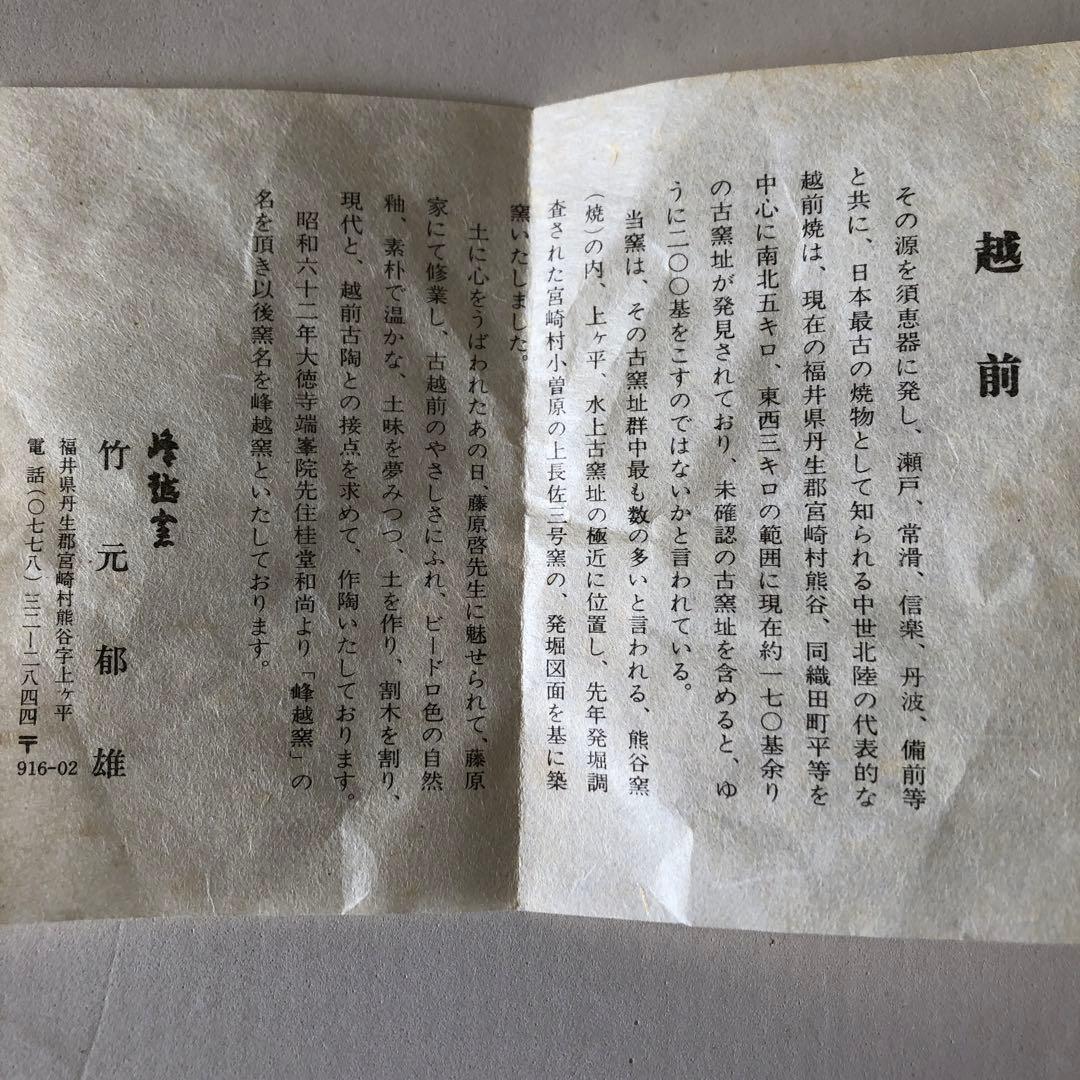 越前
その源を須恵器に発し、瀬戸、常滑、信楽、丹波、備前等
と共に、日本最古の焼物として知られる中世北陸の代表的な
越前焼は、現在の福井県丹生郡宮崎村熊谷、同織田町平等を
中心に南北五キロ、東西三キロの範囲に現在約一七〇基余り
の古窯址が発見されており、未確認の古窯址を含めると、ゆ
うに二〇〇基をこすのではないかと言われている。
当窯は、その古窯址群中最も数の多いと言われる、熊谷窯
(焼)の内、上ヶ平、水上古窯址の極近に位置し、先年発掘調
査された宮崎村小曽原の上長佐三号窯の、発堀図面を基に築
窯いたしました。
土に心をうばわれたあの日、藤原啓先生に魅せられて、藤原
家にて修業し、古越前のやさしさにふれ、ビードロ色の自然
釉、素朴で温かな、土味を夢みつつ、土を作り、割木を割り、
現代と、越前古陶との接点を求めて、作陶いたしております。
昭和六十二年大徳寺端峯院先住桂堂和尚より「峰越窯」の
名を頂き以後窯名を峰越窯といたしております。
峰越窯
竹元郁雄
福井県丹生郡宮崎村熊谷字上ヶ平
電話(〇七七八)三二―二八四四〒916-02